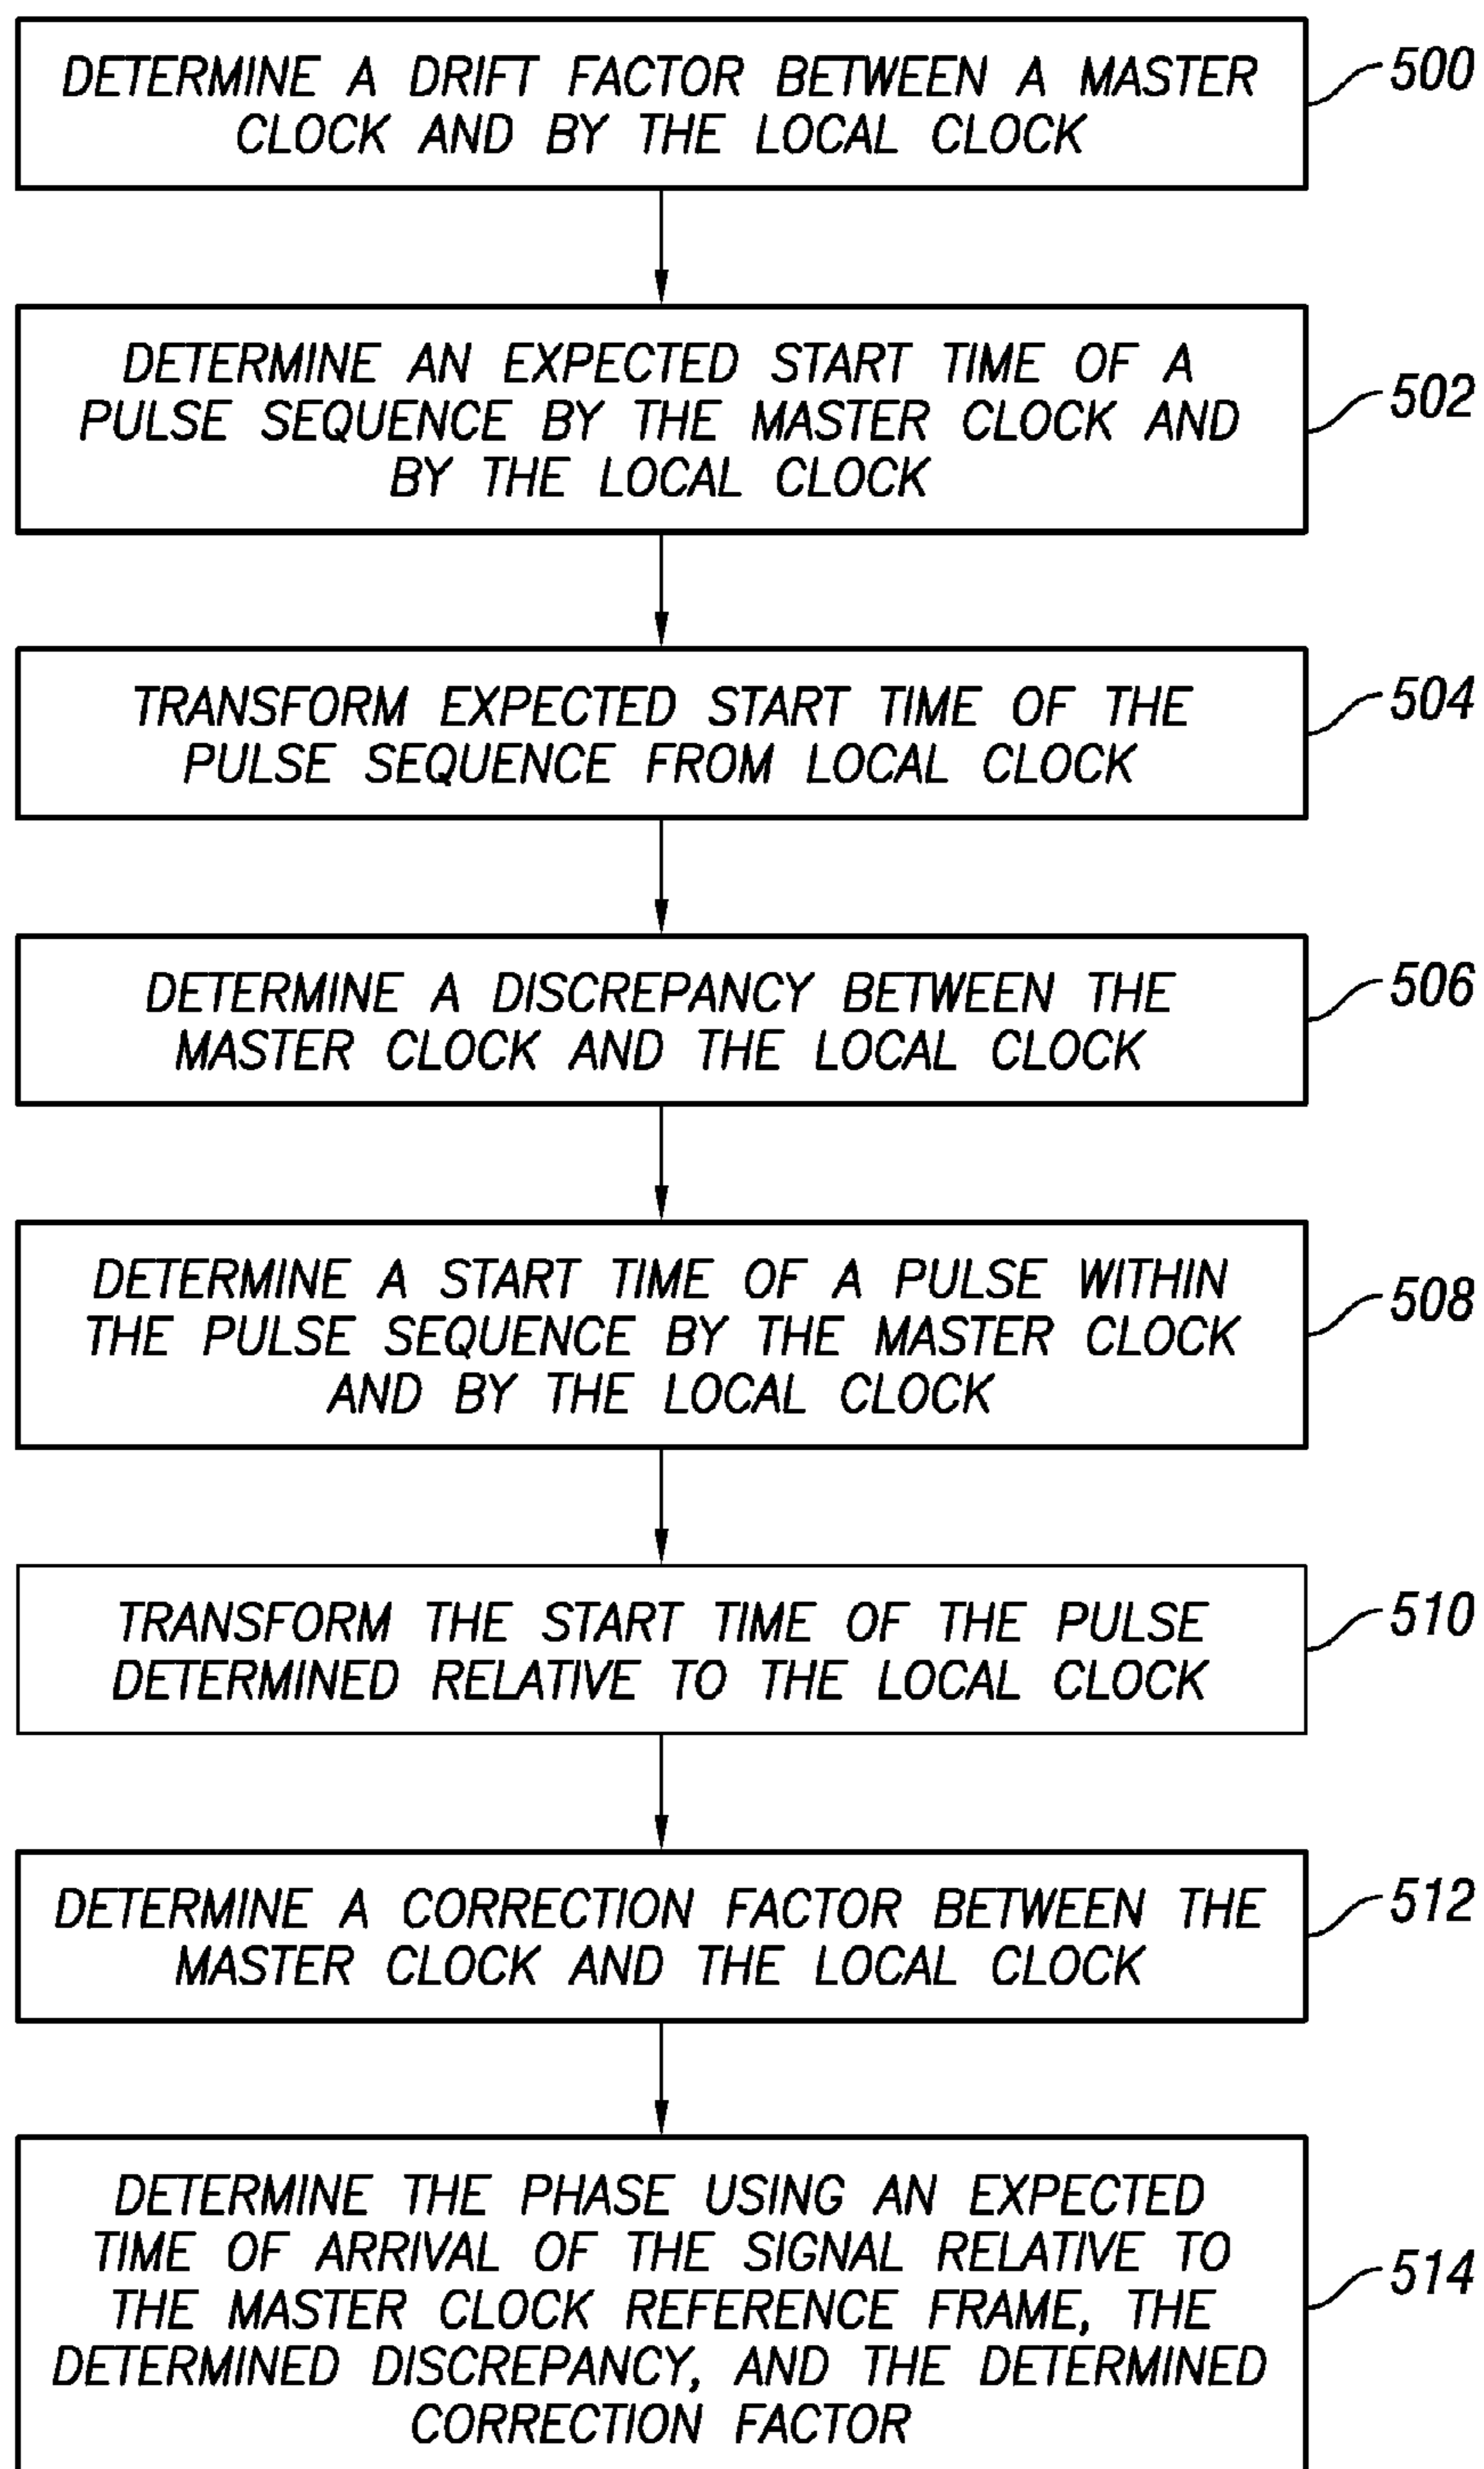 DETERMINE A DRIFT FACTOR BETWEEN A MASTER
CLOCK AND BY THE LOCAL CLOCK
500
DETERMINE AN EXPECTED START TIME OF A
PULSE SEQUENCE BY THE MASTER CLOCK AND
BY THE LOCAL CLOCK
502
TRANSFORM EXPECTED START TIME OF THE
PULSE SEQUENCE FROM LOCAL CLOCK
504
DETERMINE A DISCREPANCY BETWEEN THE
MASTER CLOCK AND THE LOCAL CLOCK
506
DETERMINE A START TIME OF A PULSE WITHIN
THE PULSE SEQUENCE BY THE MASTER CLOCK
AND BY THE LOCAL CLOCK
508
TRANSFORM THE START TIME OF THE PULSE
DETERMINED RELATIVE TO THE LOCAL CLOCK
510
DETERMINE A CORRECTION FACTOR BETWEEN THE
MASTER CLOCK AND THE LOCAL CLOCK
512
DETERMINE THE PHASE USING AN EXPECTED
TIME OF ARRIVAL OF THE SIGNAL RELATIVE TO
THE MASTER CLOCK REFERENCE FRAME, THE
DETERMINED DISCREPANCY, AND THE DETERMINED
CORRECTION FACTOR
514